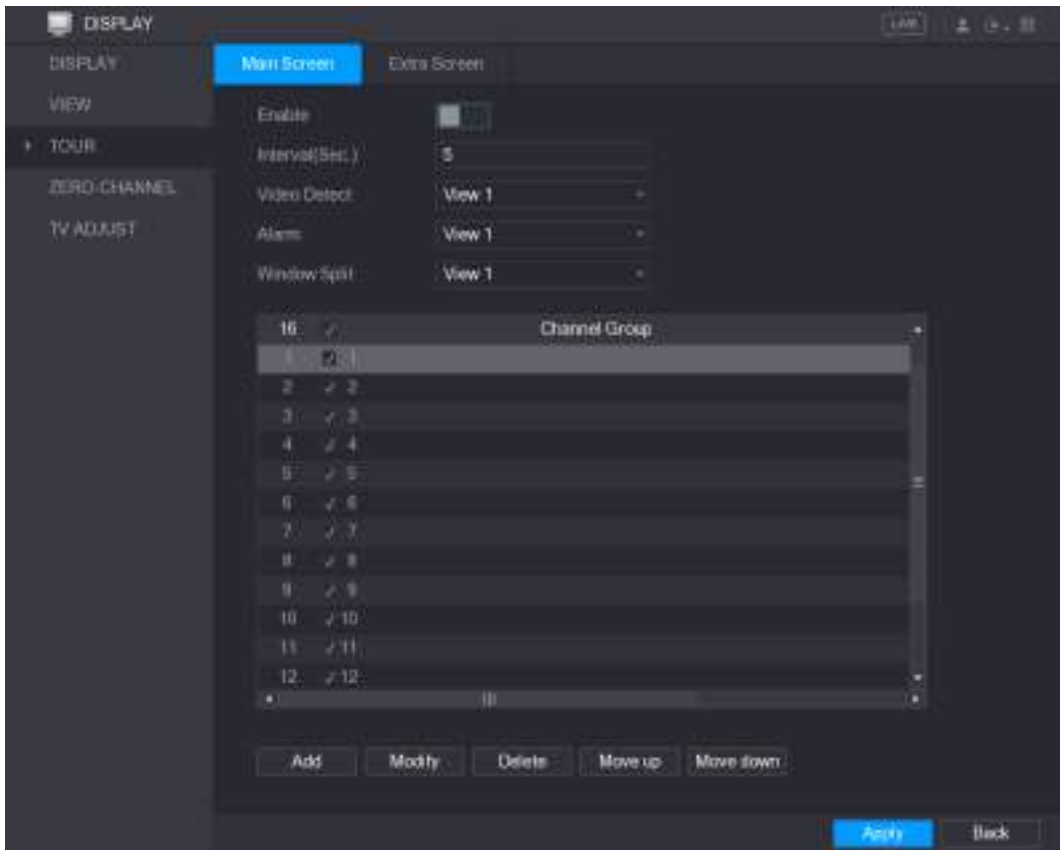 DISPLAY
LIVE
DISPLAY
Main Screen Extra Screen
VIEW
Enable
TOUR
Interval(Sec.) 5
ZERO-CHANNEL
Video Detect View 1
TV ADJUST
Alarm View 1
Window Split View 1
16 Channel Group
1 1
2 2
3 3
4 4
5 5
6 6
7 7
8 8
9 9
10 10
11 11
12 12
Add Modify Delete Move up Move down
Apply Back